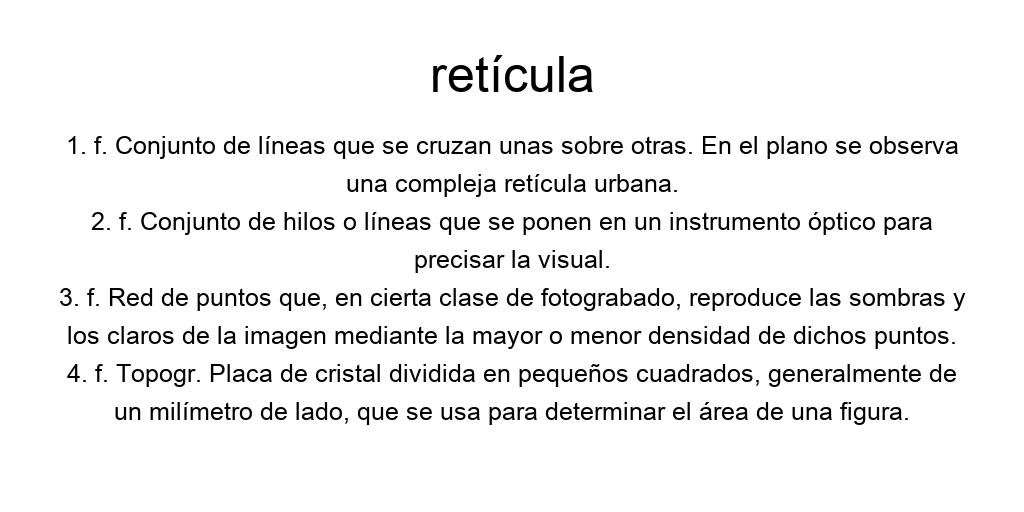 retícula
1. f. Conjunto de líneas que se cruzan unas sobre otras. En el plano se observa
una compleja retícula urbana.
2. f. Conjunto de hilos o líneas que se ponen en un instrumento óptico para
precisar la visual.
3. f. Red de puntos que, en cierta clase de fotograbado, reproduce las sombras y
los claros de la imagen mediante la mayor o menor densidad de dichos puntos.
4. f. Topogr. Placa de cristal dividida en pequeños cuadrados, generalmente de
un milímetro de lado, que se usa para determinar el área de una figura.